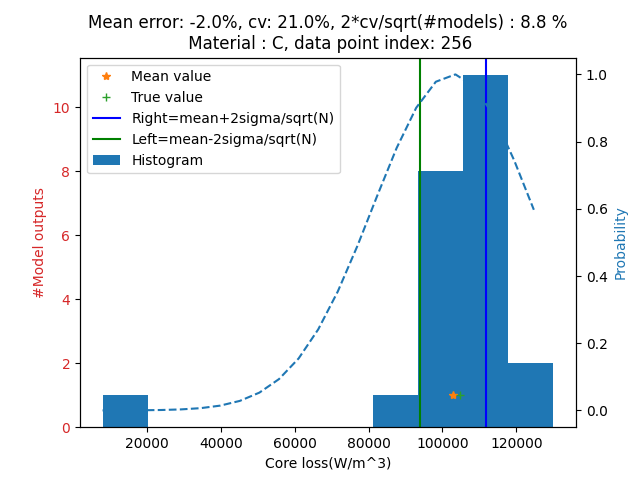 Mean error: -2.0%, cv: 21.0%, 2*cv/sqrt(#models) : 8.8 %
Material : C, data point index: 256
Mean value
True value
Right=mean+2sigma/sqrt(N)
Left=mean-2sigma/sqrt(N)
Histogram
#Model outputs
0
2
4
6
8
10
Probability
0.0
0.2
0.4
0.6
0.8
1.0
20000 40000 60000 80000 100000 120000
Core loss(W/m^3)